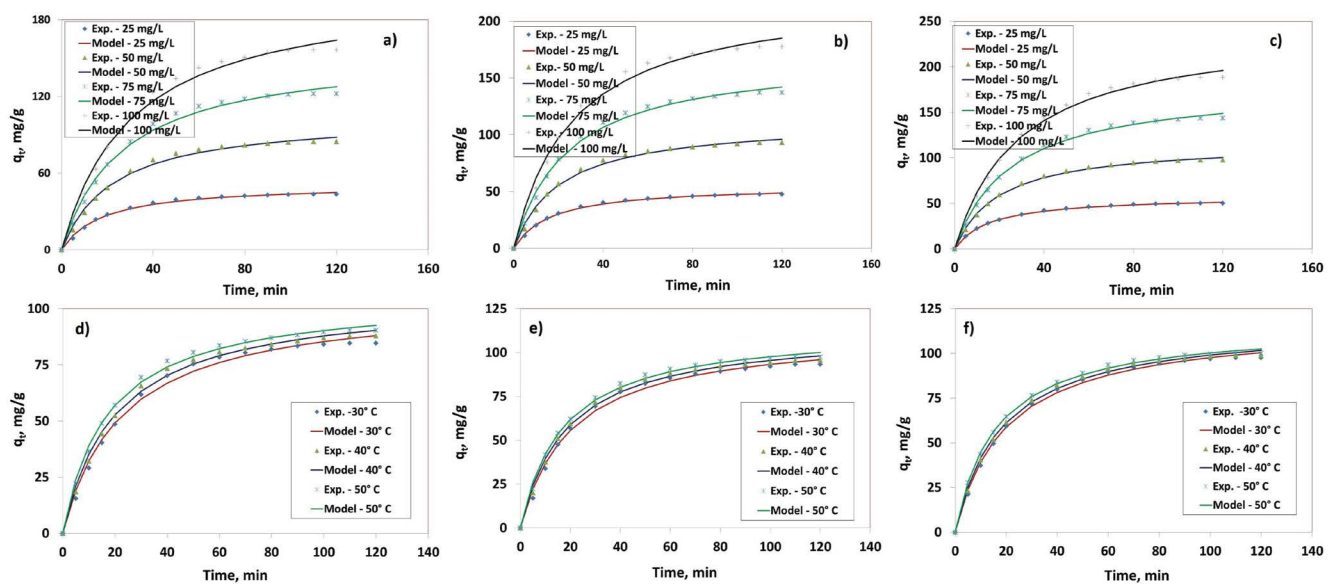 180
120
60
0
0
40
80
120
160
qt, mg/g
Time, min
a)
Exp. - 25 mg/L
Model - 25 mg/L
Exp. - 50 mg/L
Model - 50 mg/L
Exp. - 75 mg/L
Model - 75 mg/L
Exp. - 100 mg/L
Model - 100 mg/L
200
150
100
50
0
0
40
80
120
160
qt, mg/g
Time, min
b)
Exp. - 25 mg/L
Model - 25 mg/L
Exp. - 50 mg/L
Model - 50 mg/L
Exp. - 75 mg/L
Model - 75 mg/L
Exp. - 100 mg/L
Model - 100 mg/L
250
200
150
100
50
0
0
40
80
120
160
qt, mg/g
Time, min
c)
Exp. - 25 mg/L
Model - 25 mg/L
Exp. - 50 mg/L
Model - 50 mg/L
Exp. - 75 mg/L
Model - 75 mg/L
Exp. - 100 mg/L
Model - 100 mg/L
100
75
50
25
0
0
20
40
60
80
100
120
140
qt, mg/g
Time, min
d)
Exp. -30° C
Model - 30° C
Exp. - 40° C
Model - 40° C
Exp. - 50° C
Model - 50° C
125
100
75
50
25
0
0
20
40
60
80
100
120
140
qt, mg/g
Time, min
e)
Exp. -30° C
Model - 30° C
Exp. - 40° C
Model - 40° C
Exp. - 50° C
Model - 50° C
125
100
75
50
25
0
0
20
40
60
80
100
120
140
qt, mg/g
Time, min
f)
Exp. -30° C
Model - 30° C
Exp. - 40° C
Model - 40° C
Exp. - 50° C
Model - 50° C